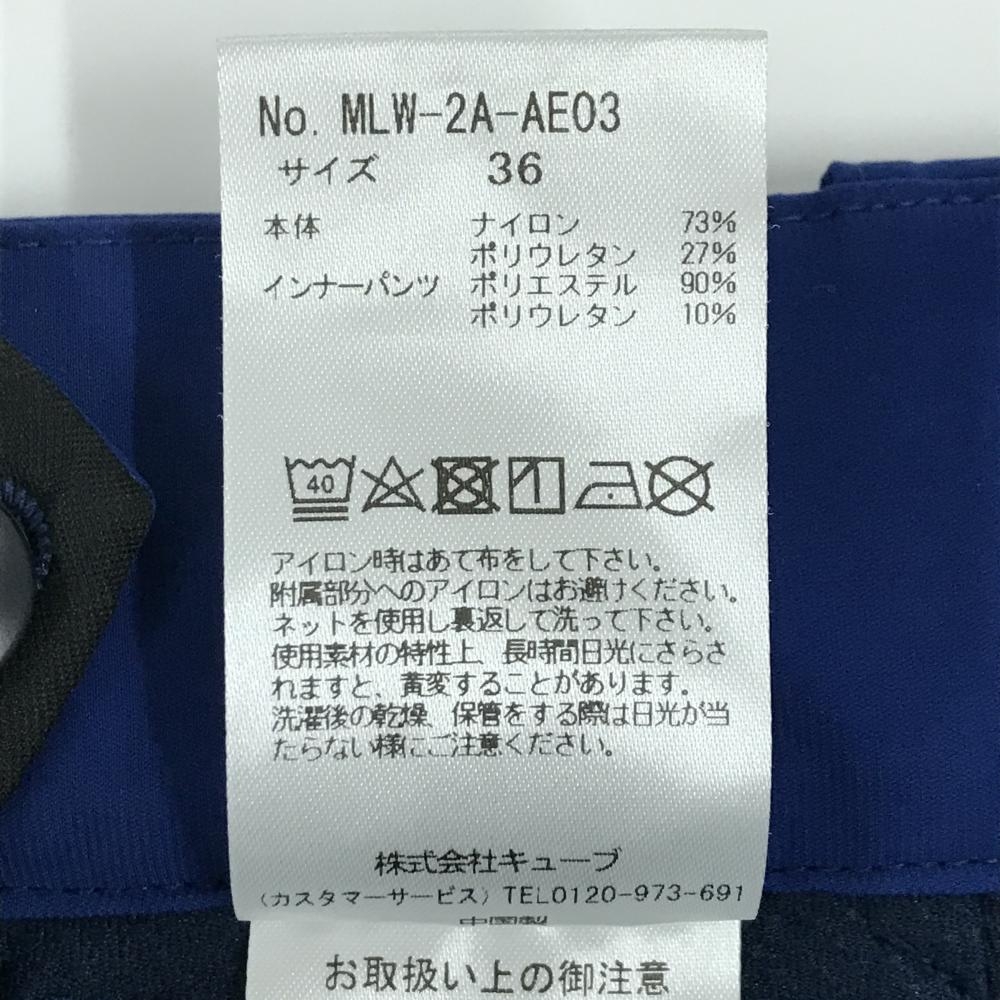 No. MLW-2A-AE03
サイズ 36
本体 ナイロン 73%
ポリウレタン 27%
インナーパンツ ポリエステル 90%
ポリウレタン 10%
40
アイロン時はあて布をして下さい。
附属部分へのアイロンはお避けください。
ネットを使用し裏返して洗って下さい。
使用素材の特性上、長時間日光にさらさ
れますと、黄変することがあります。
洗濯後の乾燥、保管をする際は日光が当
たらない様にご注意ください。
株式会社キューブ
(カスタマーサービス) TEL0120-973-691
中国製
お取扱い上の御注意